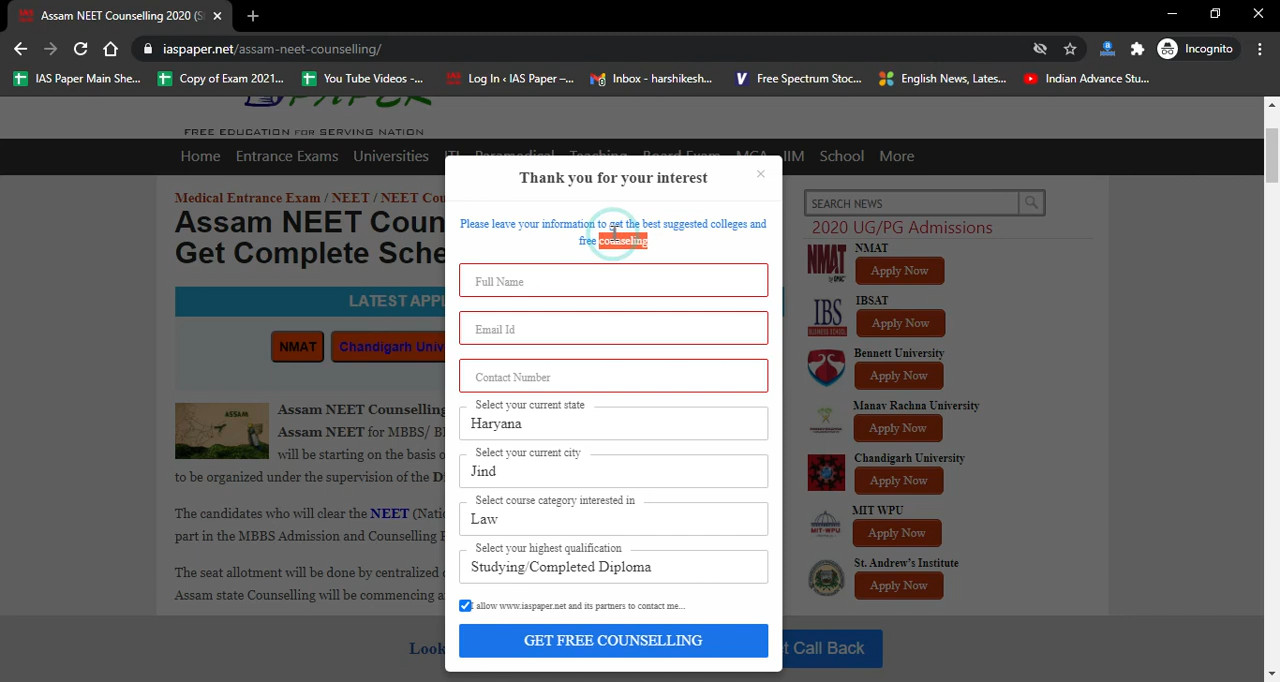 Assam NEET Counselling 2020 (S
iaspaper.net/assam-neet-counselling/
Incognito
IAS Paper Main She...
Copy of Exam 2021...
You Tube Videos -...
Log In ‹ IAS Paper —...
Inbox - harshikesh...
Free Spectrum Stoc...
English News, Lates...
Indian Advance Stu...
FREE EDUCATION FOR SERVING NATION
Home Entrance Exams Universities ITI Paramedical Teaching Board Exam MCA IIM School More
Medical Entrance Exam / NEET / NEET Cou
Assam NEET Coun
Get Complete Sche
LATEST APPL
NMAT
Chandigarh Univ
Assam NEET Counselling
Assam NEET for MBBS/ B
will be starting on the basis o
to be organized under the supervision of the D
The candidates who will clear the NEET (Nati
part in the MBBS Admission and Counselling P
The seat allotment will be done by centralized
Assam state Counselling will be commencing a
Look
Thank you for your interest
×
Please leave your information to get the best suggested colleges and
free counseling
Full Name
Email Id
Contact Number
Select your current state
Haryana
Select your current city
Jind
Select course category interested in
Law
Select your highest qualification
Studying/Completed Diploma
allow www.iaspaper.net and its partners to contact me...
GET FREE COUNSELLING
t Call Back
SEARCH NEWS
2020 UG/PG Admissions
NMAT
NMAT
Apply Now
IBS
IBSAT
Apply Now
Bennett University
Apply Now
Manav Rachna University
Apply Now
Chandigarh University
Apply Now
MIT WPU
Apply Now
St. Andrew's Institute
Apply Now